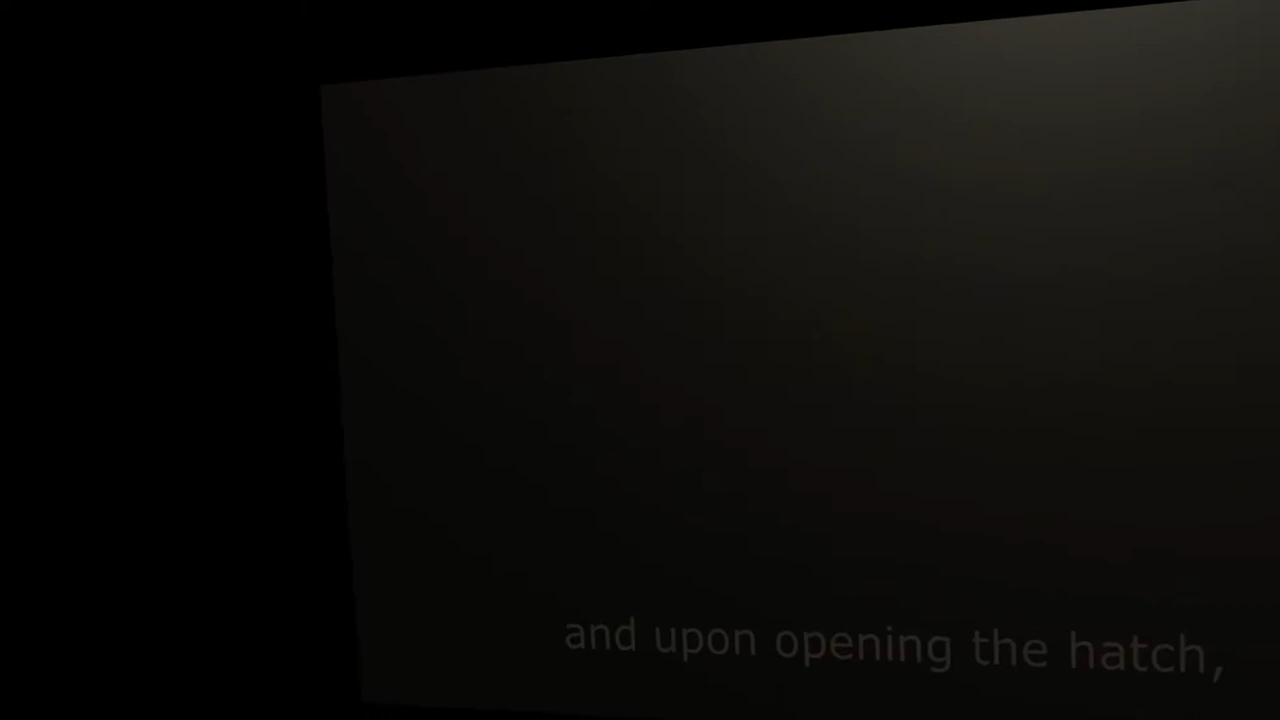 and upon opening the hatch,